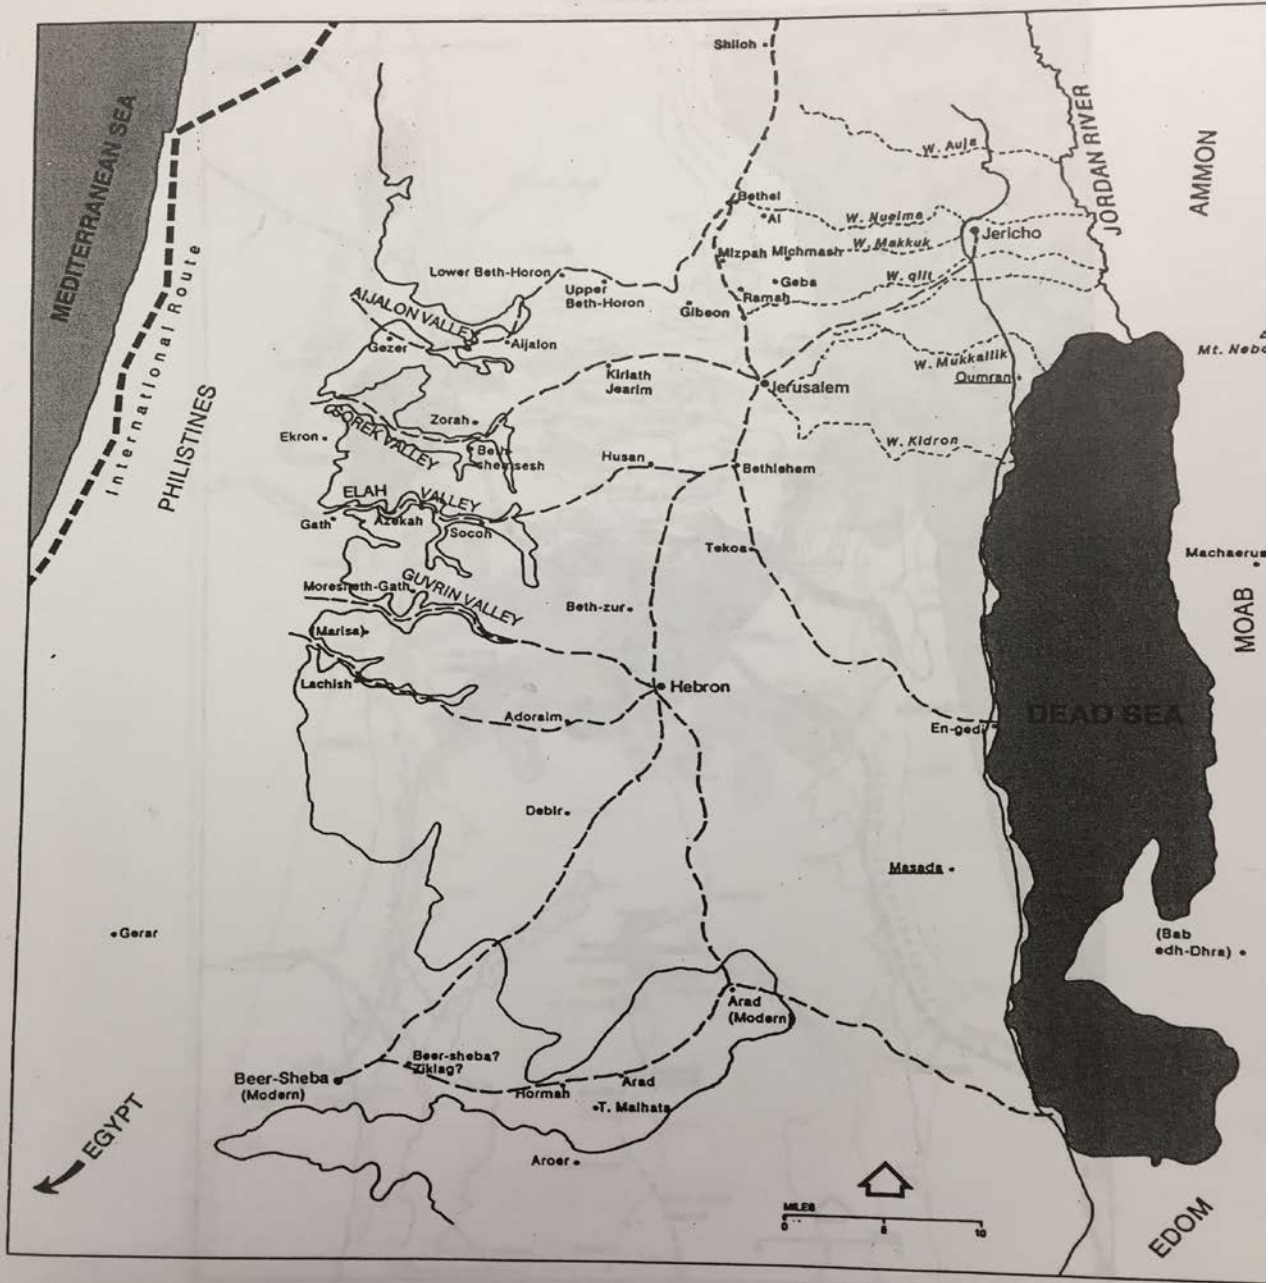 Shiloh
MEDITERRANEAN SEA
International Route
PHILISTINES
JORDAN RIVER
AMMON
W. Auja
Bethel
Ai
W. Nueima
Jericho
Mizpah
Michmash
W. Makkuk
Lower Beth-Horon
Upper
Beth-Horon
Geba
W. qilt
Ramah
Gibeon
AIJALON VALLEY
Gezer
Aijalon
Mt. Nebo
Kiriath
Jearim
W. Mukkallik
Qumran
Jerusalem
Zorah
SOREK VALLEY
Ekron
Beth-
shemsesh
Husan
W. Kidron
Bethlehem
ELAH VALLEY
Gath
Azekah
Socoh
Tekoa
Machaerus
Moresheth-Gath
GUVRIN VALLEY
Beth-zur
MOAB
(Marisa)
Lachish
Hebron
Adoraim
En-gedi
DEAD SEA
Debir
Masada
Gerar
(Bab
edh-Dhra)
Arad
(Modern)
Beer-sheba?
Ziklag?
Beer-Sheba
(Modern)
Hormah
Arad
T. Malhata
EGYPT
Aroer
MILES
0 5 10
EDOM